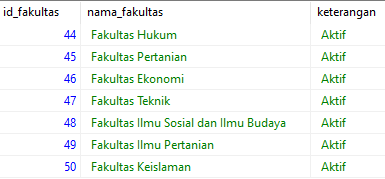 id_fakultas nama_fakultas keterangan
44 Fakultas Hukum Aktif
45 Fakultas Pertanian Aktif
46 Fakultas Ekonomi Aktif
47 Fakultas Teknik Aktif
48 Fakultas Ilmu Sosial dan Ilmu Budaya Aktif
49 Fakultas Ilmu Pertanian Aktif
50 Fakultas Keislaman Aktif